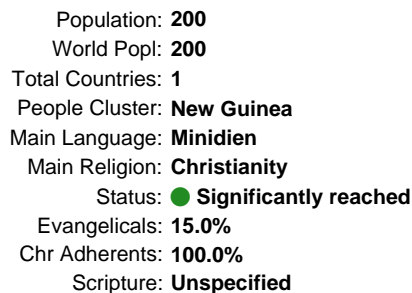 Population: 200
World Popl: 200
Total Countries: 1
People Cluster: New Guinea
Main Language: Minidien
Main Religion: Christianity
Status: Significantly reached
Evangelicals: 15.0%
Chr Adherents: 100.0%
Scripture: Unspecified